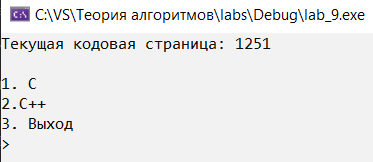 C:\VS\Теория алгоритмов\labs\Debug\lab_9.exe
Текущая кодовая страница: 1251
1. C
2.C++
3. Выход
>